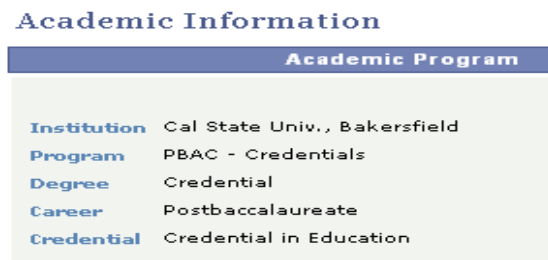 Academic Information
Academic Program
Institution Cal State Univ., Bakersfield
Program PBAC - Credentials
Degree Credential
Career Postbaccalaureate
Credential Credential in Education